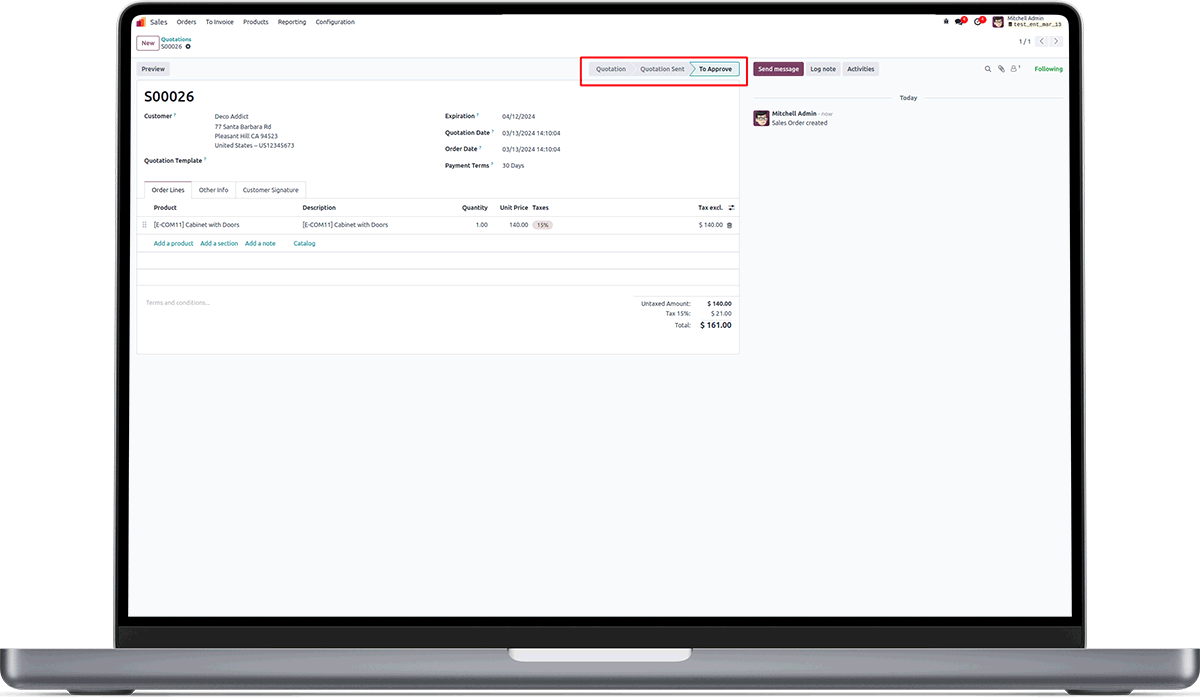 Sales Orders To Invoice Products Reporting Configuration
Mitchell Admin
test_ent_mar_13
New Quotations
S00026
1 / 1
Preview
Quotation Quotation Sent To Approve
Send message Log note Activities
Following
S00026
Customer ?
Deco Addict
77 Santa Barbara Rd
Pleasant Hill CA 94523
United States – US12345673
Quotation Template ?
Expiration ? 04/12/2024
Quotation Date ? 03/13/2024 14:10:04
Order Date ? 03/13/2024 14:10:04
Payment Terms ? 30 Days
Today
Mitchell Admin - now
Sales Order created
Order Lines Other Info Customer Signature
Product Description Quantity Unit Price Taxes Tax excl.
[E-COM11] Cabinet with Doors [E-COM11] Cabinet with Doors 1.00 140.00 15% $ 140.00
Add a product Add a section Add a note Catalog
Terms and conditions...
Untaxed Amount: $ 140.00
Tax 15%: $ 21.00
Total: $ 161.00